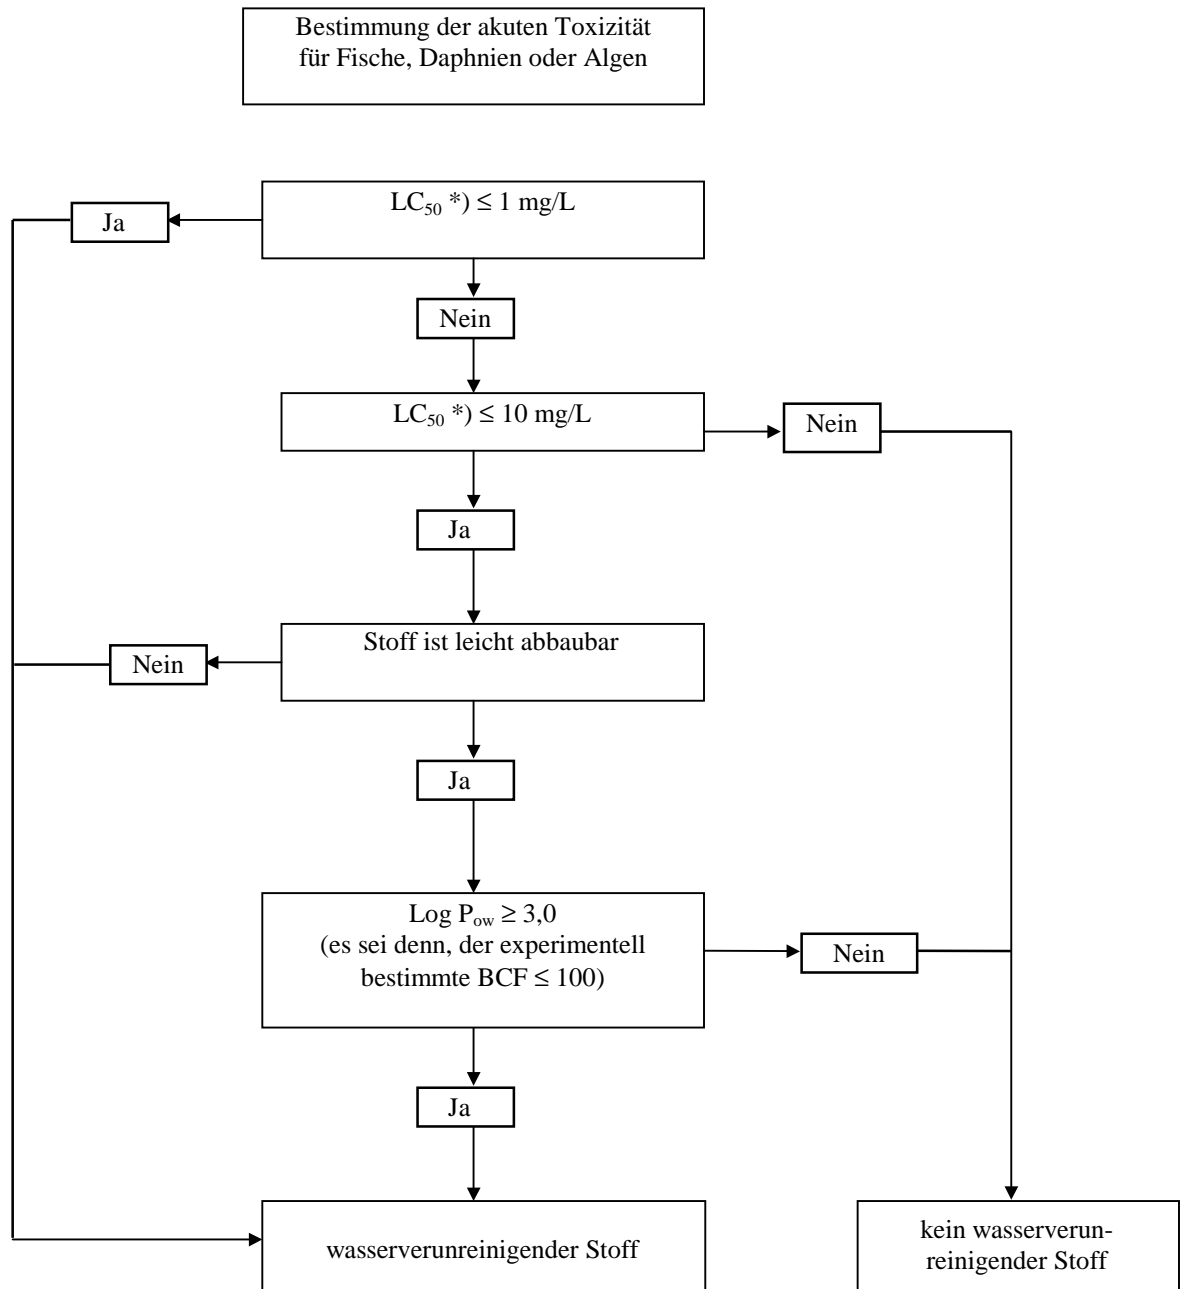 Bestimmung der akuten Toxizität
für Fische, Daphnien oder Algen
LC50 *) ≤ 1 mg/L
Ja
Nein
LC50 *) ≤ 10 mg/L
Nein
Ja
Stoff ist leicht abbaubar
Nein
Ja
Log Pow ≥ 3,0
(es sei denn, der experimentell
bestimmte BCF ≤ 100)
Nein
Ja
wasserverunreinigender Stoff
kein wasserverun-
reinigender Stoff